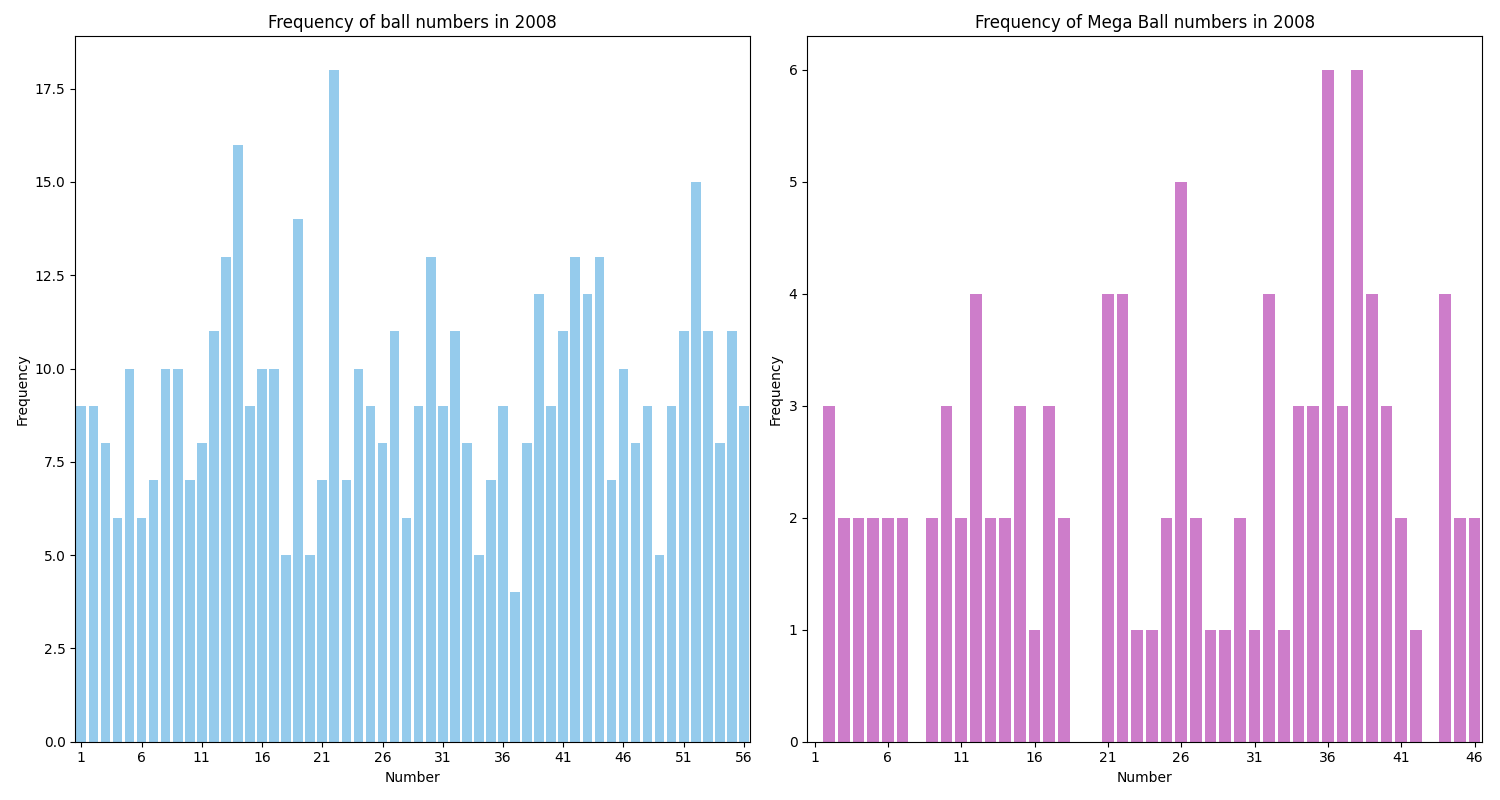 Frequency of ball numbers in 2008
Frequency
17.5
15.0
12.5
10.0
7.5
5.0
2.5
0.0
1 6 11 16 21 26 31 36 41 46 51 56
Number
Frequency of Mega Ball numbers in 2008
Frequency
6
5
4
3
2
1
0
1 6 11 16 21 26 31 36 41 46
Number